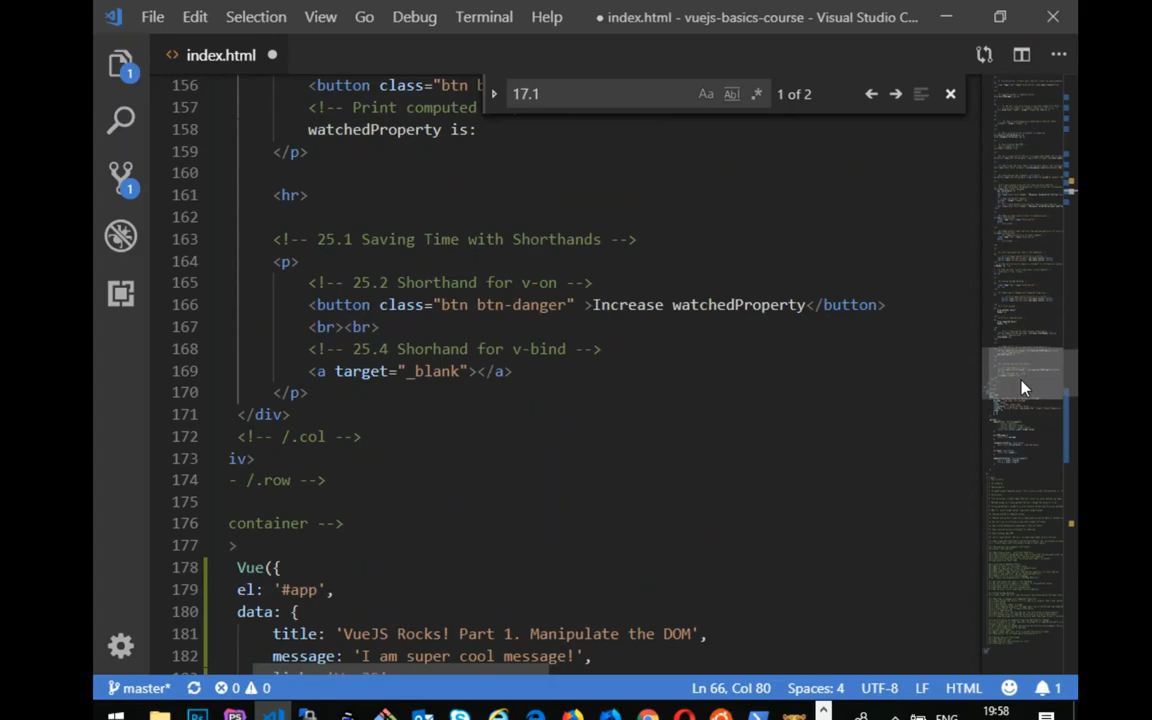 File Edit Selection View Go Debug Terminal Help ● index.html - vuejs-basics-course - Visual Studio C...
<> index.html ●
17.1 Aa Abl .* 1 of 2
156 <button class="btn b
157 <!-- Print computed
158 watchedProperty is:
159 </p>
160
161 <hr>
162
163 <!-- 25.1 Saving Time with Shorthands -->
164 <p>
165 <!-- 25.2 Shorthand for v-on -->
166 <button class="btn btn-danger" >Increase watchedProperty</button>
167 <br><br>
168 <!-- 25.4 Shorhand for v-bind -->
169 <a target="_blank"></a>
170 </p>
171 </div>
172 <!-- /.col -->
173 iv>
174 - /.row -->
175
176 container -->
177 >
178 Vue({
179 el: '#app',
180 data: {
181 title: 'VueJS Rocks! Part 1. Manipulate the DOM',
182 message: 'I am super cool message!',
1
1
master* 0 0 Ln 66, Col 80 Spaces: 4 UTF-8 LF HTML 1
ENG 19:58